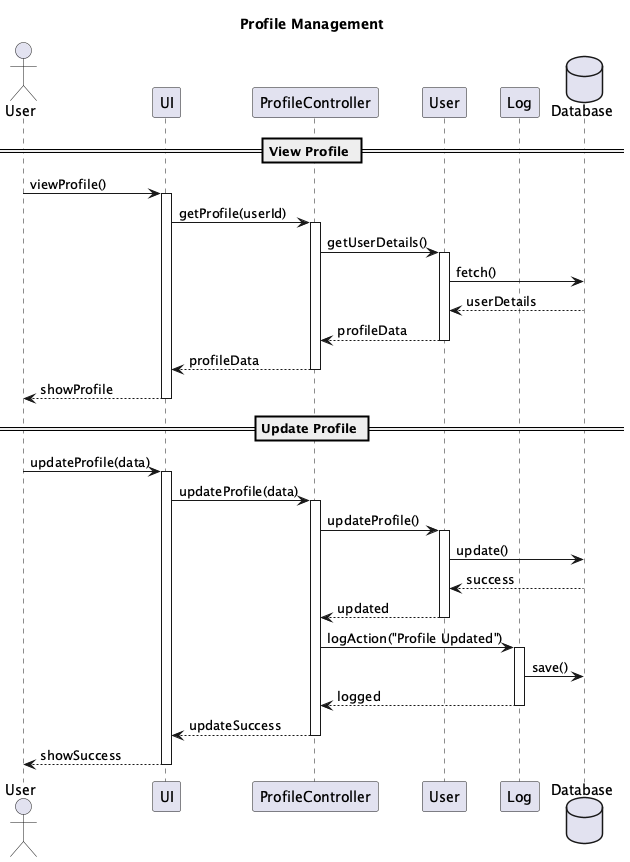 Profile Management
User
UI
ProfileController
User
Log
Database
View Profile
viewProfile()
getProfile(userId)
getUserDetails()
fetch()
userDetails
profileData
profileData
showProfile
Update Profile
updateProfile(data)
updateProfile(data)
updateProfile()
update()
success
updated
logAction("Profile Updated")
save()
logged
updateSuccess
showSuccess
User
UI
ProfileController
User
Log
Database